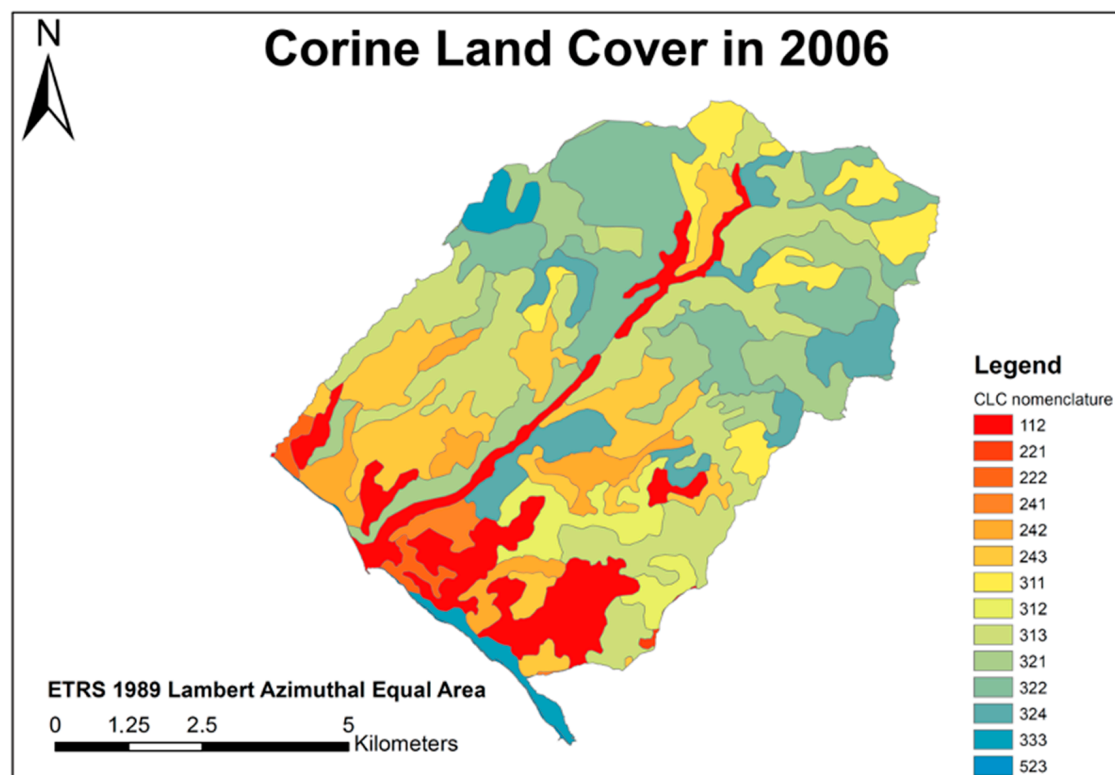 N
Corine Land Cover in 2006
Legend
CLC nomenclature
112
221
222
241
242
243
311
312
313
321
322
324
333
523
ETRS 1989 Lambert Azimuthal Equal Area
0 1.25 2.5 5
Kilometers